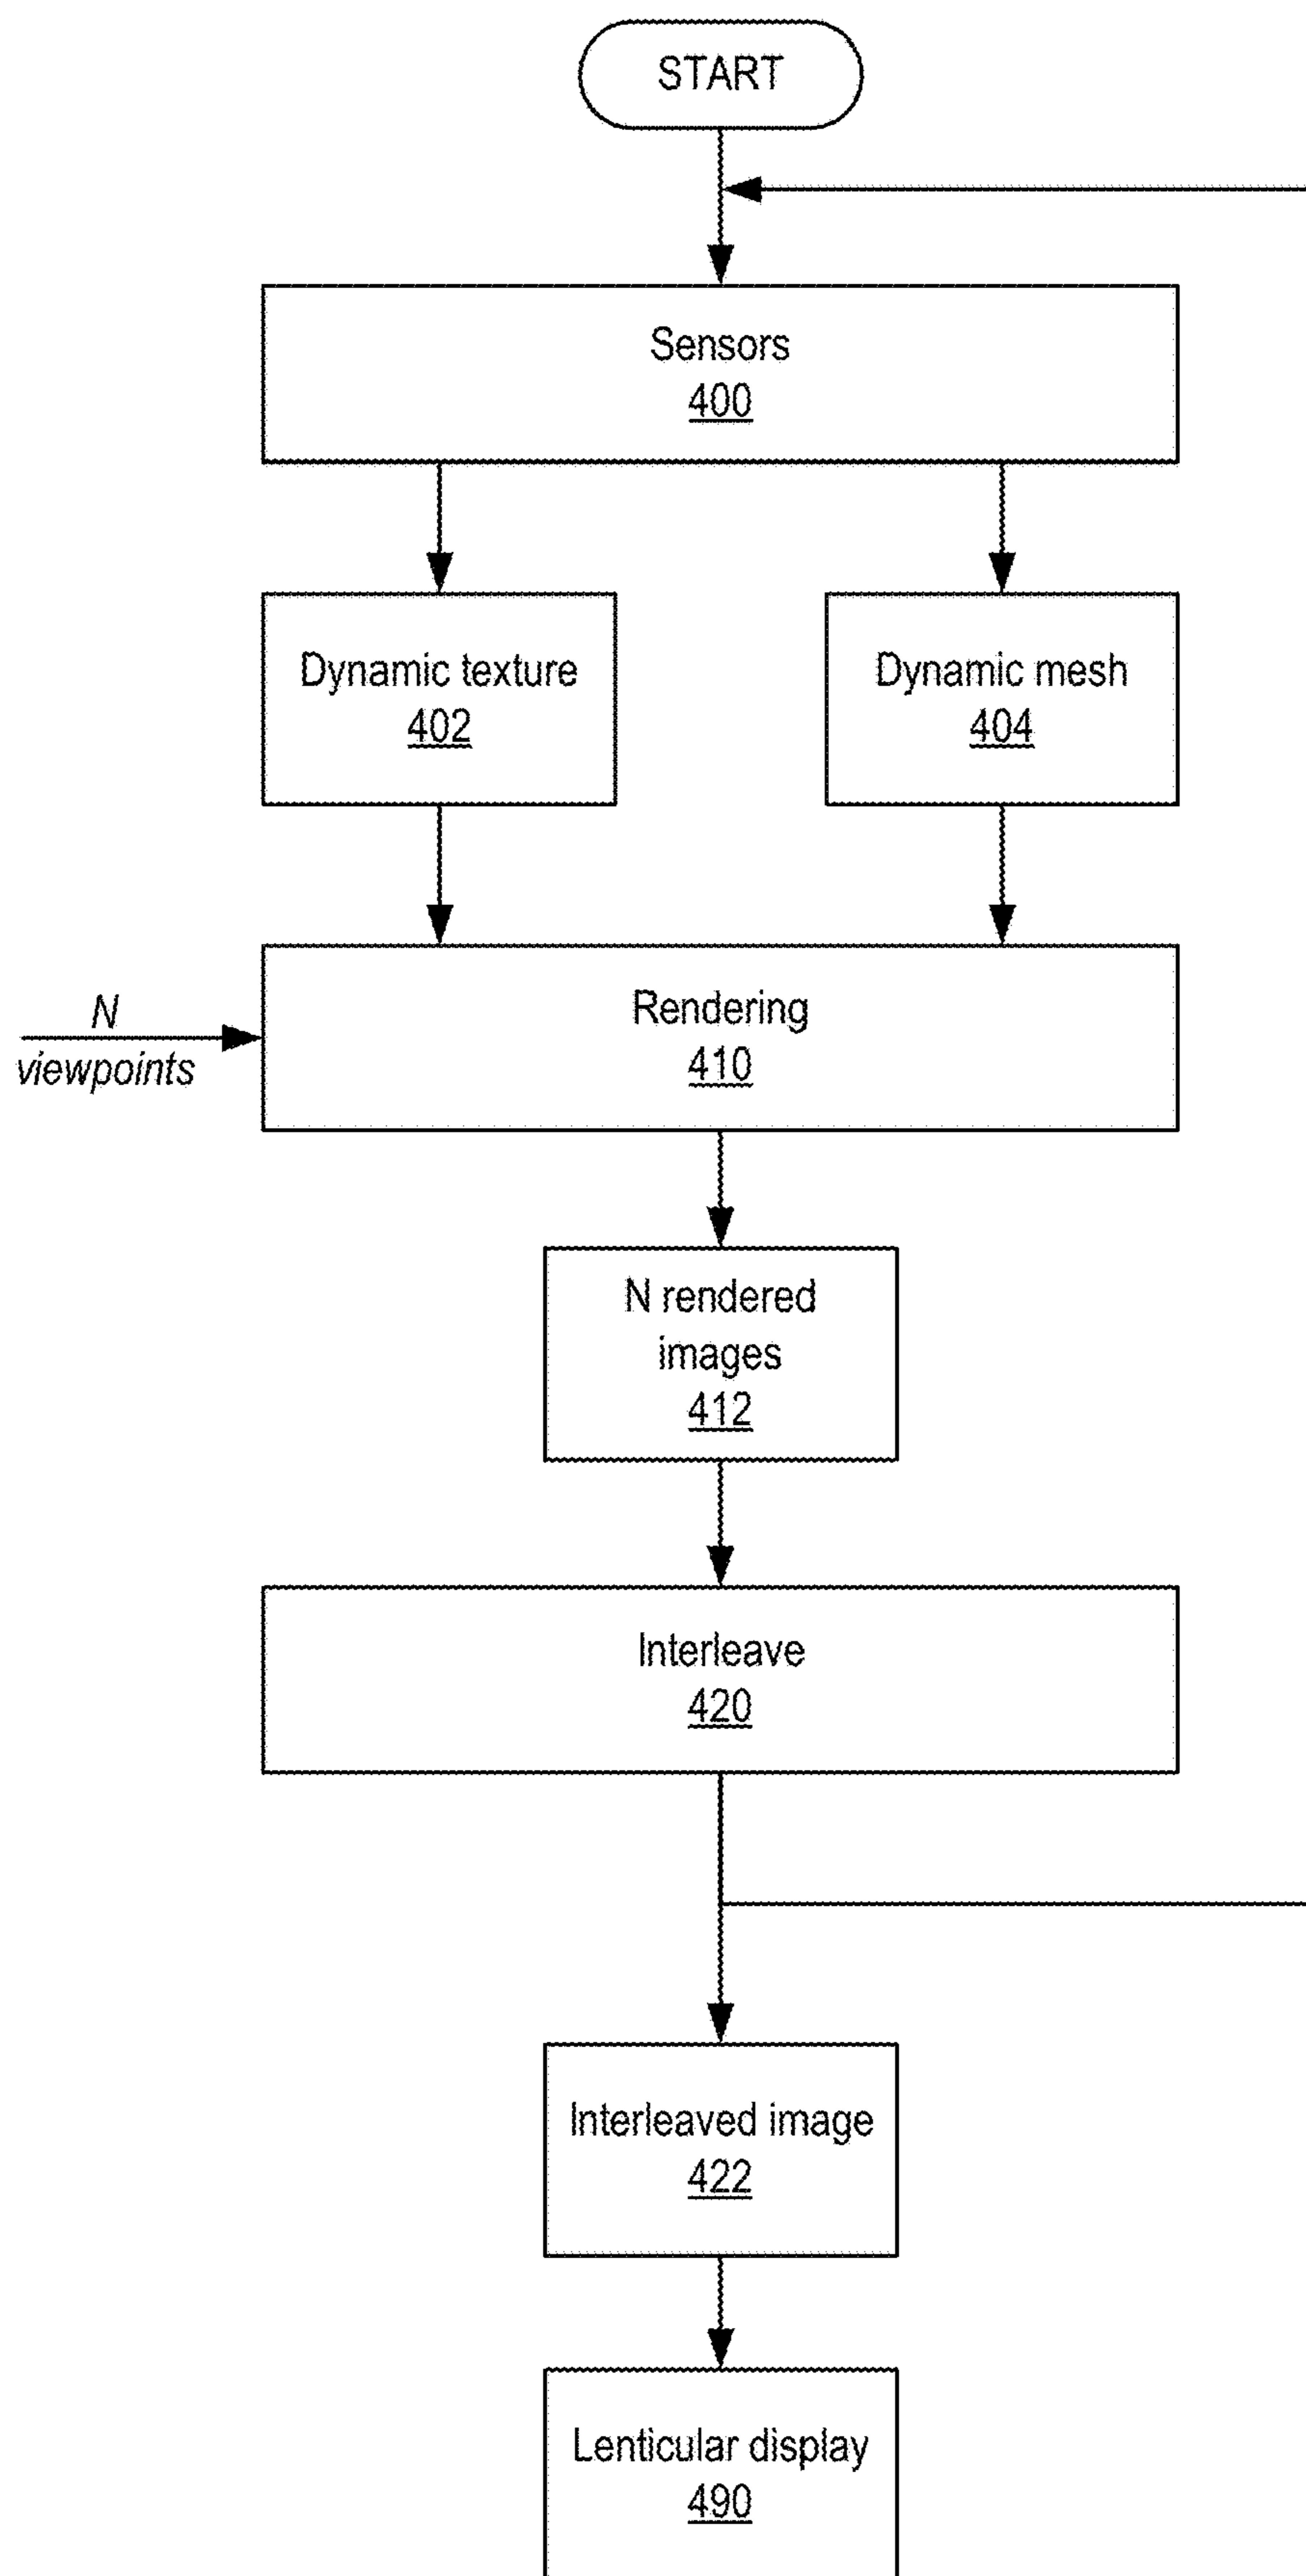 START
Sensors
400
Dynamic texture
402
Dynamic mesh
404
N
viewpoints
Rendering
410
N rendered
images
412
Interleave
420
Interleaved image
422
Lenticular display
490